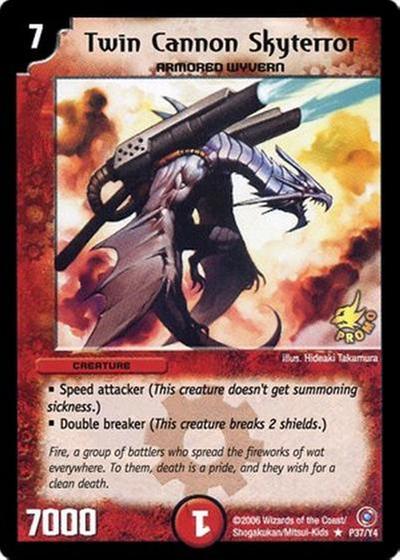 7
Twin Cannon Skyterror
ARMORED WYVERN
PROMO
illus. Hideaki Takamura
CREATURE
▪ Speed attacker (This creature doesn't get summoning
sickness.)
▪ Double breaker (This creature breaks 2 shields.)
Fire, a group of battlers who spread the fireworks of war
everywhere. To them, death is a pride, and they wish for a
clean death.
7000
1
©2006 Wizards of the Coast/
Shogakukan/Mitsui-Kids ★ P37/Y4